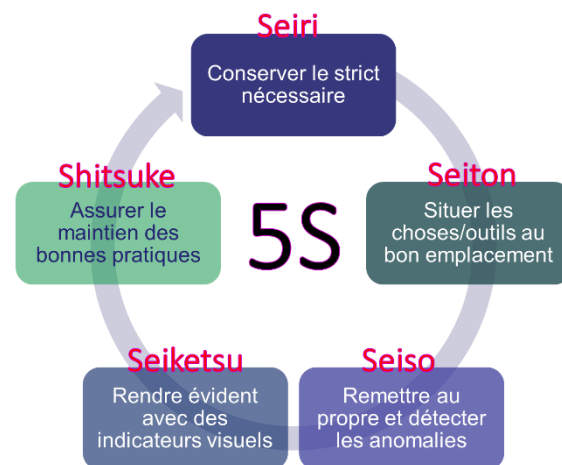 Seiri
Conserver le strict
nécessaire
Seiton
Situer les
choses/outils au
bon emplacement
Seiso
Remettre au
propre et détecter
les anomalies
Seiketsu
Rendre évident
avec des
indicateurs visuels
Shitsuke
Assurer le
maintien des
bonnes pratiques
5S